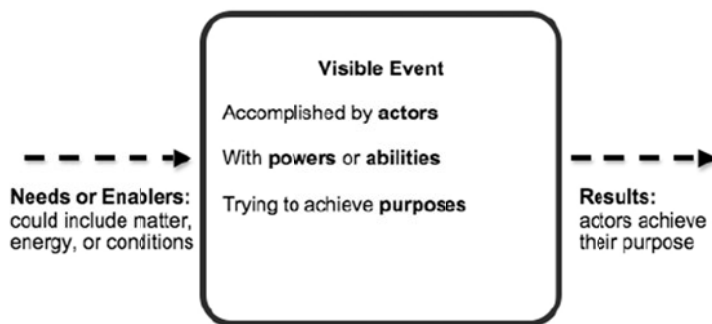 Visible Event
Accomplished by actors
With powers or abilities
Trying to achieve purposes
Needs or Enablers:
could include matter,
energy, or conditions
Results:
actors achieve
their purpose